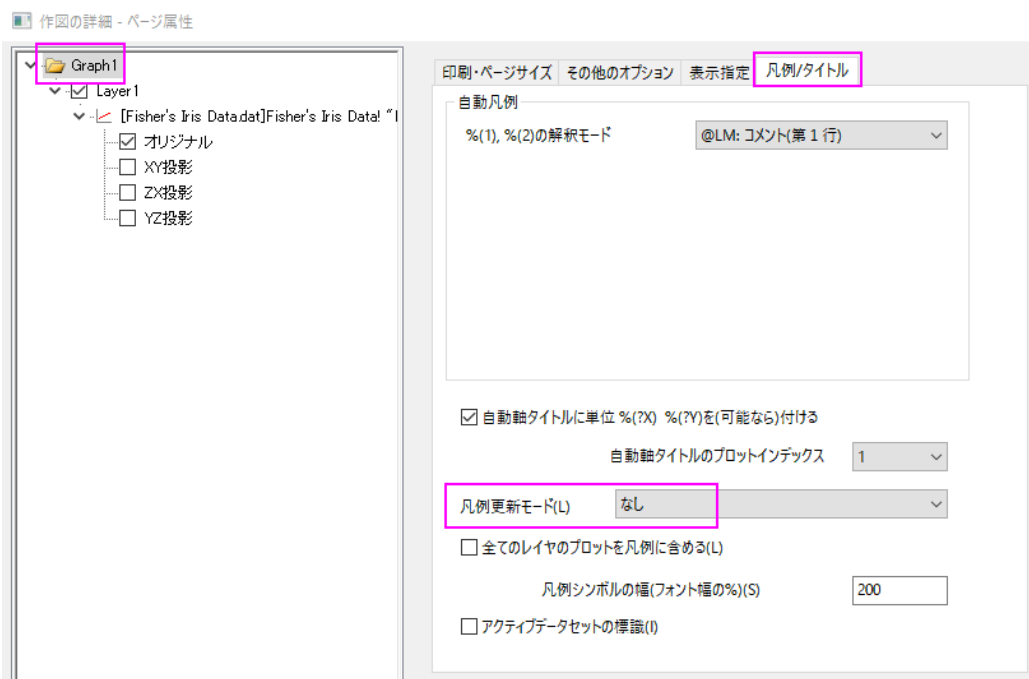 作図の詳細 - ページ属性
Graph1
Layer1
[Fisher's Iris Data.dat]Fisher's Iris Data! "
オリジナル
XY投影
ZX投影
YZ投影
印刷・ページサイズ その他のオプション 表示指定 凡例/タイトル
自動凡例
%(1), %(2)の解釈モード @LM: コメント(第 1 行)
自動軸タイトルに単位 %(?X) %(?Y)を(可能なら)付ける
自動軸タイトルのプロットインデックス 1
凡例更新モード(L) なし
全てのレイヤのプロットを凡例に含める(L)
凡例シンボルの幅(フォント幅の%)(S) 200
アクティブデータセットの標識(I)